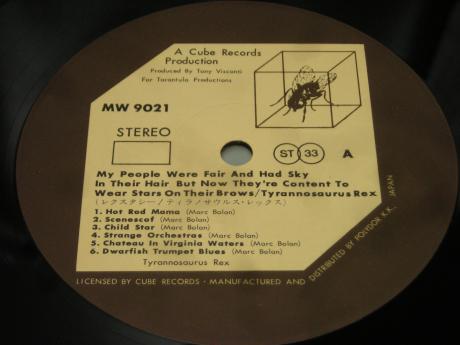 A Cube Records
Production
Produced By Tony Visconti
For Tarantula Productions
MW 9021
STEREO
ST 33
A
My People Were Fair And Had Sky
In Their Hair But Now They're Content To
Wear Stars On Their Brows/Tyrannosaurus Rex
(レクスタシー/ティラノザウルス・レックス)
1. Hot Rod Mama (Marc Bolan)
2. Scenescof (Marc Bolan)
3. Child Star (Marc Bolan)
4. Strange Orchestras (Marc Bolan)
5. Chateau In Virginia Waters (Marc Bolan)
6. Dwarfish Trumpet Blues (Marc Bolan)
Tyrannosaurus Rex
LICENSED BY CUBE RECORDS · MANUFACTURED AND DISTRIBUTED BY POLYDOR K.K., JAPAN